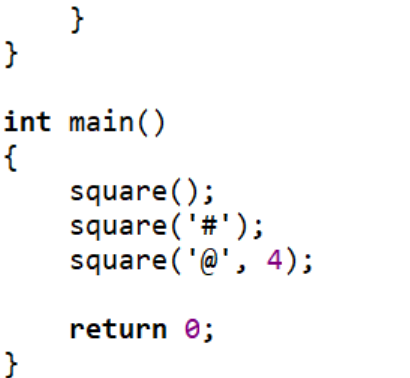 }
}

int main()
{
    square();
    square('#');
    square('@', 4);

    return 0;
}